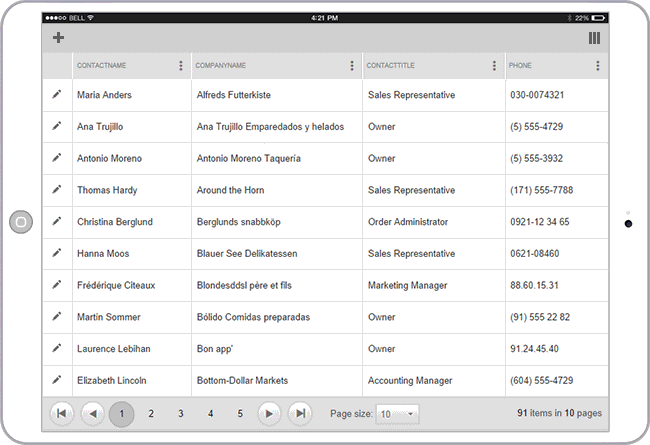 BELL 4:21 PM 22%
CONTACTNAME COMPANYNAME CONTACTTITLE PHONE
Maria Anders Alfreds Futterkiste Sales Representative 030-0074321
Ana Trujillo Ana Trujillo Emparedados y helados Owner (5) 555-4729
Antonio Moreno Antonio Moreno Taquería Owner (5) 555-3932
Thomas Hardy Around the Horn Sales Representative (171) 555-7788
Christina Berglund Berglunds snabbköp Order Administrator 0921-12 34 65
Hanna Moos Blauer See Delikatessen Sales Representative 0621-08460
Frédérique Citeaux Blondesddsl père et fils Marketing Manager 88.60.15.31
Martín Sommer Bólido Comidas preparadas Owner (91) 555 22 82
Laurence Lebihan Bon app' Owner 91.24.45.40
Elizabeth Lincoln Bottom-Dollar Markets Accounting Manager (604) 555-4729
1 2 3 4 5 Page size: 10 91 items in 10 pages